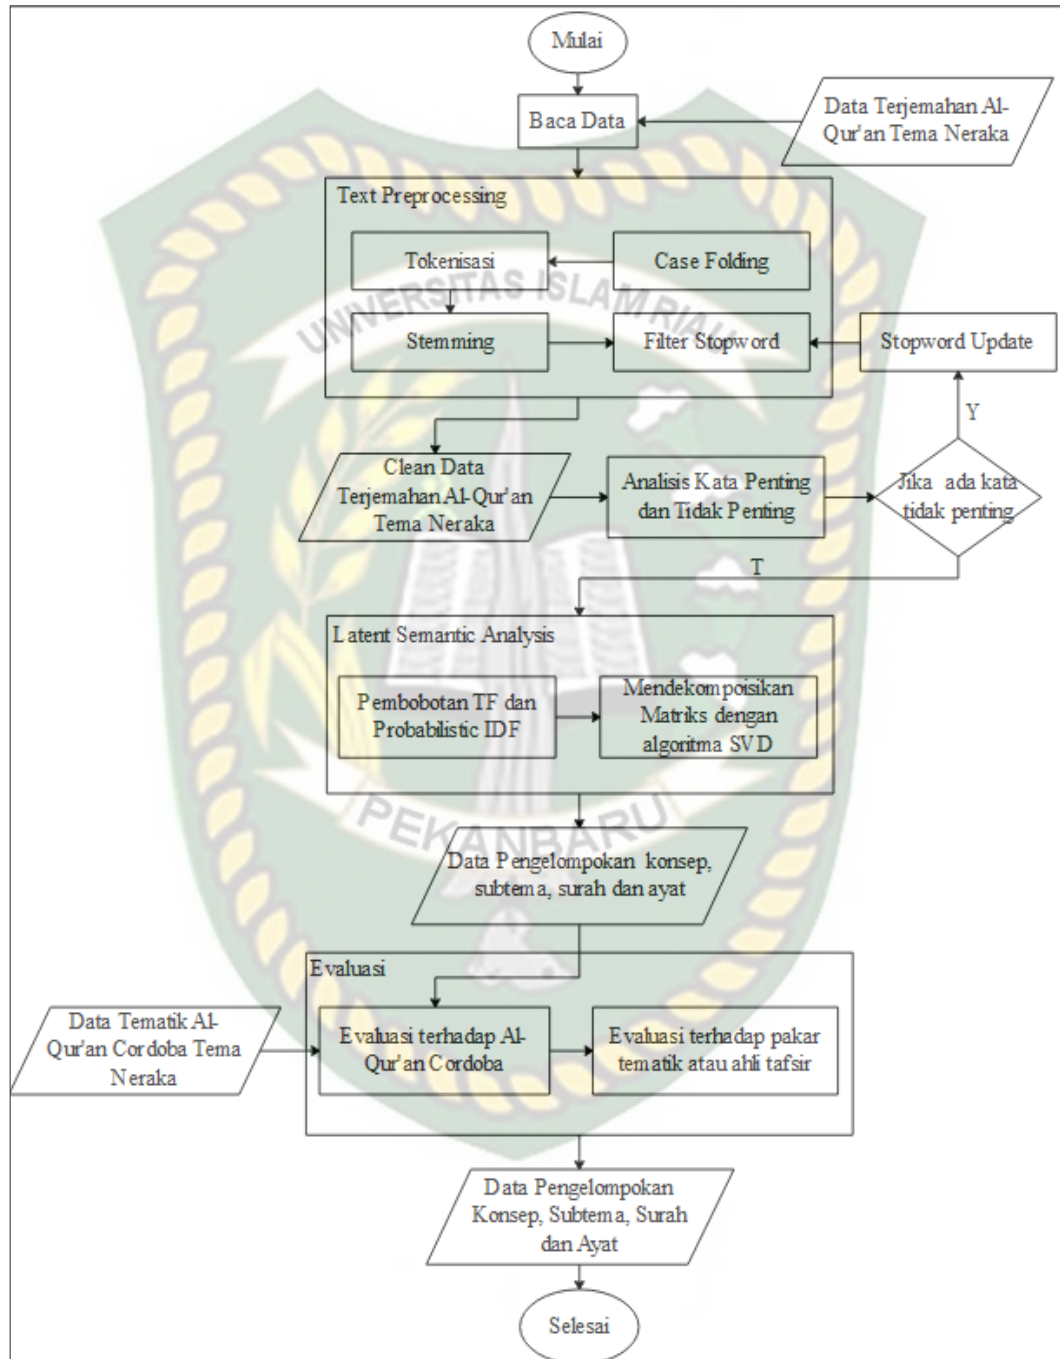 Mulai
Baca Data
Data Terjemahan Al-
Qur'an Tema Neraka
Text Preprocessing
Tokenisasi
Case Folding
UNIVERSITAS ISLAM RIAU
Stemming
Filter Stopword
Stopword Update
Y
Clean Data
Terjemahan Al-Qur'an
Tema Neraka
Analisis Kata Penting
dan Tidak Penting
Jika ada kata
tidak penting
T
Latent Semantic Analysis
Pembobotan TF dan
Probabilistic IDF
Mendekompoisikan
Matriks dengan
algoritma SVD
PEKANBARU
Data Pengelompokan konsep,
subtema, surah dan ayat
Evaluasi
Data Tematik Al-
Qur'an Cordoba Tema
Neraka
Evaluasi terhadap Al-
Qur'an Cordoba
Evaluasi terhadap pakar
tematik atau ahli tafsir
Data Pengelompokan
Konsep, Subtema, Surah
dan Ayat
Selesai